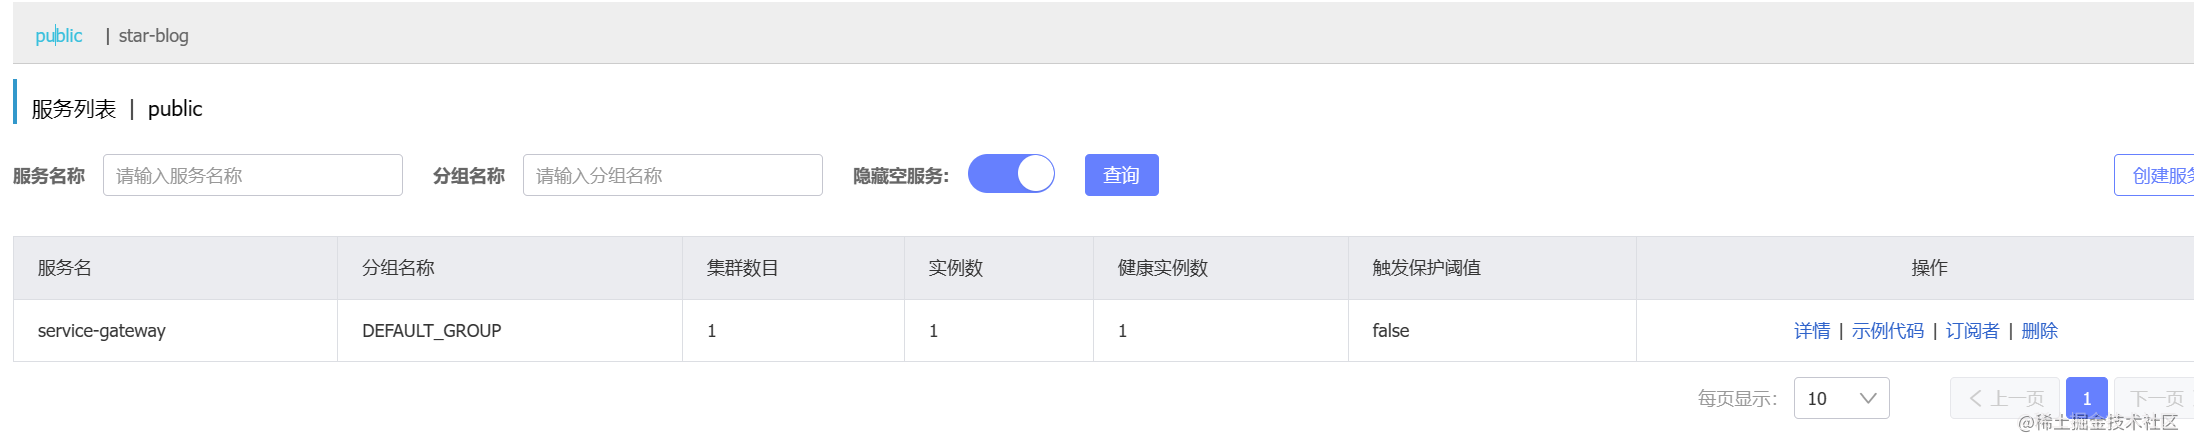 public | star-blog
服务列表 | public
服务名称 请输入服务名称 分组名称 请输入分组名称 隐藏空服务: 查询 创建服
服务名 分组名称 集群数目 实例数 健康实例数 触发保护阈值 操作
service-gateway DEFAULT_GROUP 1 1 1 false 详情 | 示例代码 | 订阅者 | 删除
每页显示: 10 < 上一页 1 下一页
@稀土掘金技术社区